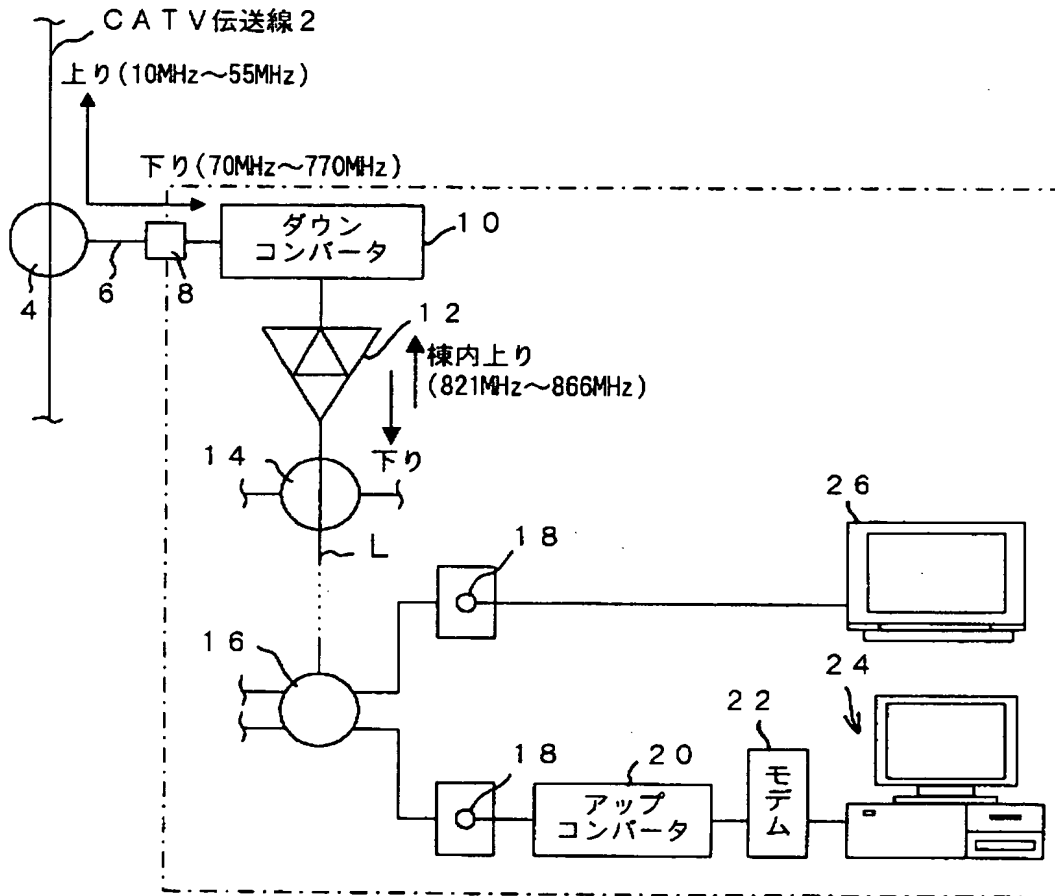 CATV伝送線2
上り(10MHz～55MHz)
下り(70MHz～770MHz)
ダウン
コンバータ
10
4
6
8
12
棟内上り
(821MHz～866MHz)
14
下り
L
26
18
16
24
22
18
20
アップ
コンバータ
モデム